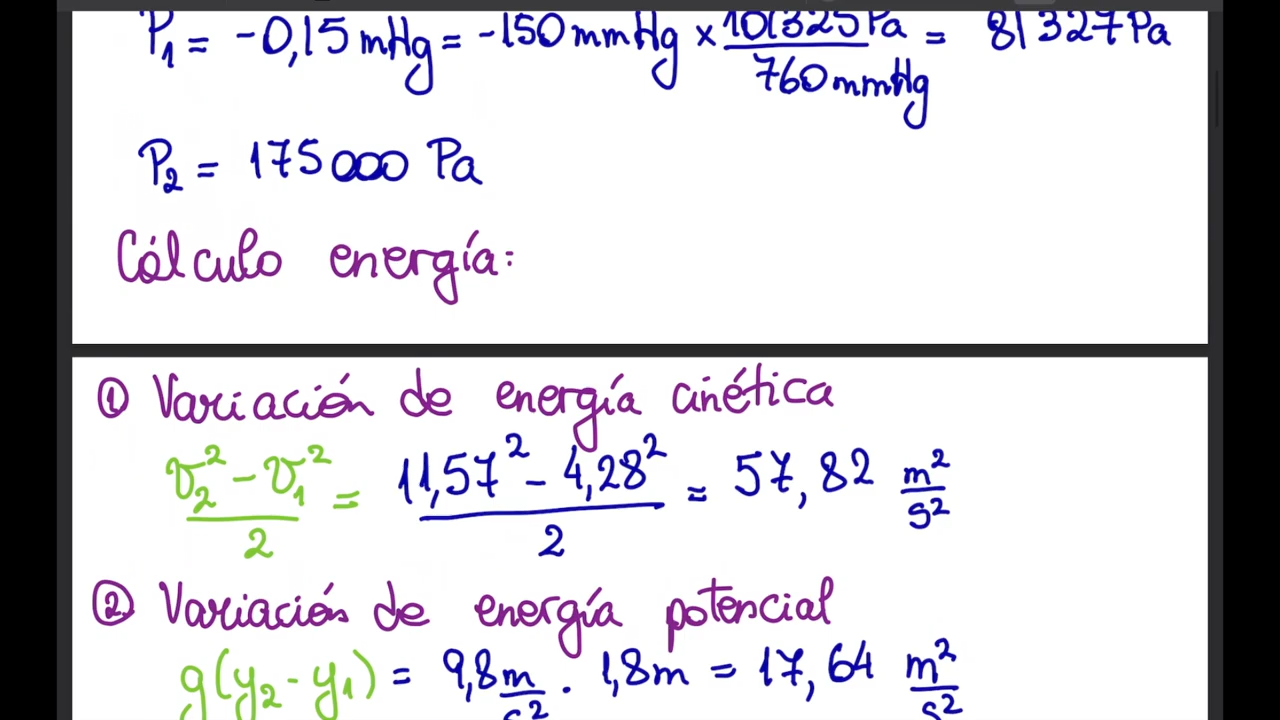 P₁ = -0,15 mHg = -150 mmHg × 101325 Pa / 760 mmHg = 81327 Pa
P₂ = 175000 Pa
Cálculo energía:
① Variación de energía cinética
(v₂² - v₁²) / 2 = (11,57² - 4,28²) / 2 = 57,82 m²/s²
② Variación de energía potencial
g(y₂ - y₁) = 9,8 m/s² · 1,8m = 17,64 m²/s²